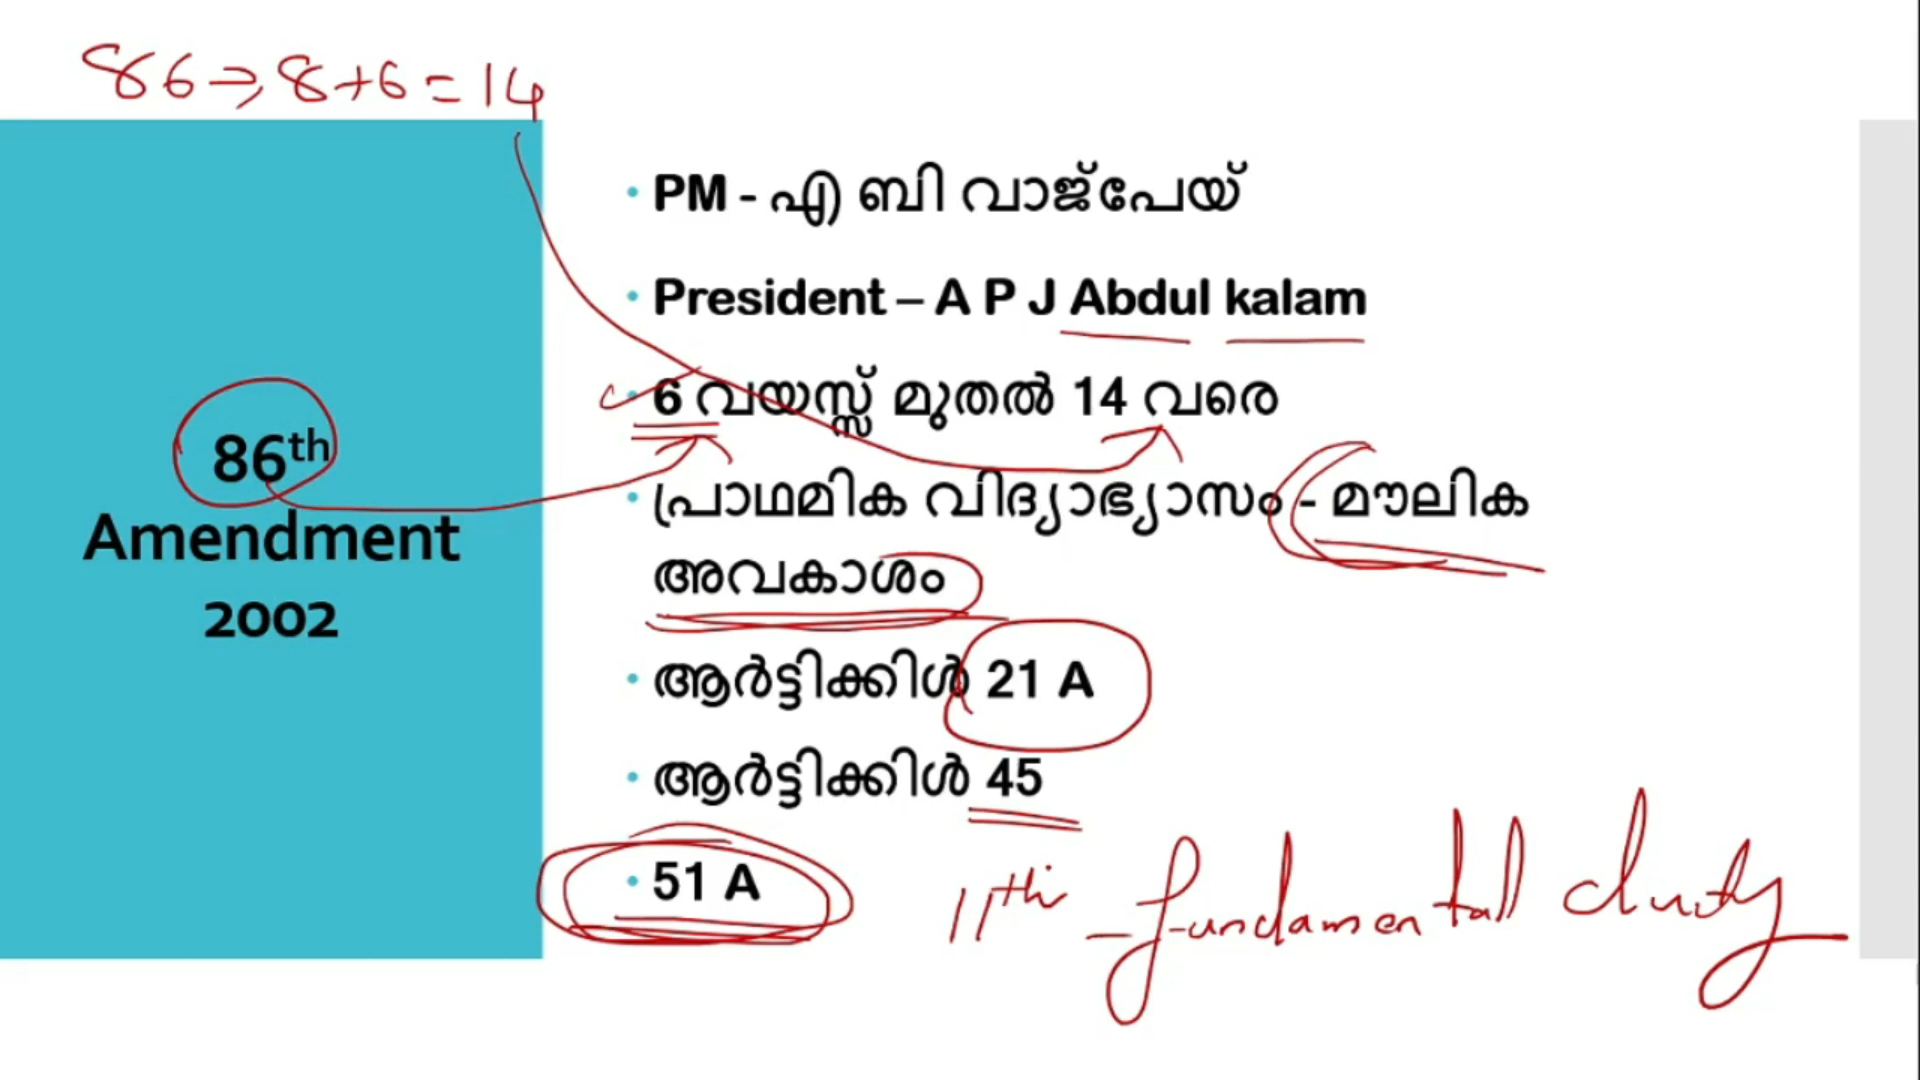 86 ⇒ 8+6 = 14
86th
Amendment
2002
• PM - എ ബി വാജ്പേയ്
• President – A P J Abdul kalam
• 6 വയസ്സ് മുതൽ 14 വരെ
• പ്രാഥമിക വിദ്യാഭ്യാസം - മൗലിക
അവകാശം
• ആർട്ടിക്കിൾ 21 A
• ആർട്ടിക്കിൾ 45
• 51 A
11th - fundamental duty